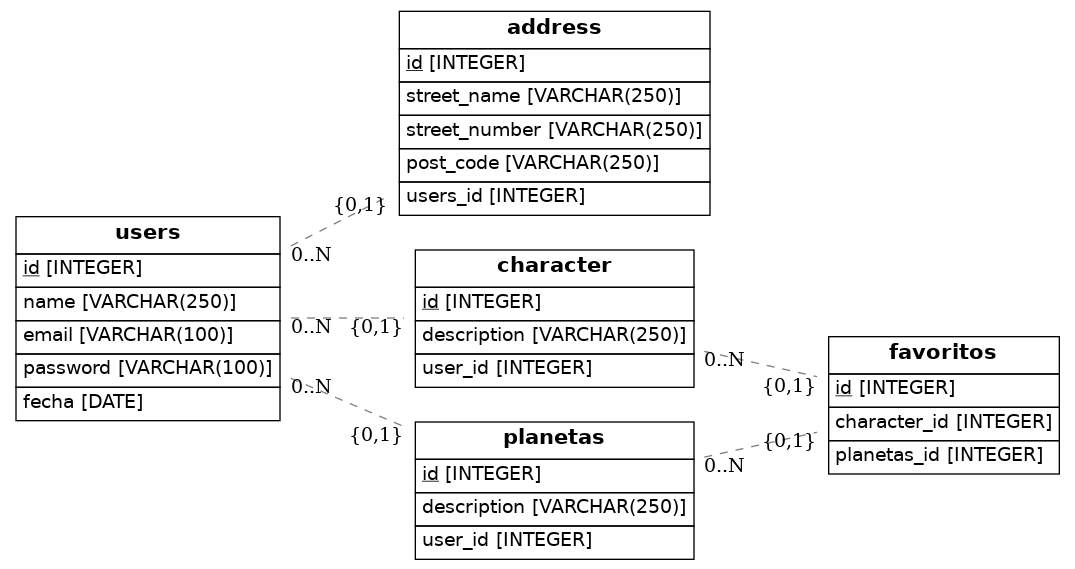 address
id [INTEGER]
street_name [VARCHAR(250)]
street_number [VARCHAR(250)]
post_code [VARCHAR(250)]
users_id [INTEGER]
users
id [INTEGER]
name [VARCHAR(250)]
email [VARCHAR(100)]
password [VARCHAR(100)]
fecha [DATE]
{0,1}
0..N
0..N
{0,1}
0..N
{0,1}
character
id [INTEGER]
description [VARCHAR(250)]
user_id [INTEGER]
planetas
id [INTEGER]
description [VARCHAR(250)]
user_id [INTEGER]
0..N
{0,1}
{0,1}
0..N
favoritos
id [INTEGER]
character_id [INTEGER]
planetas_id [INTEGER]